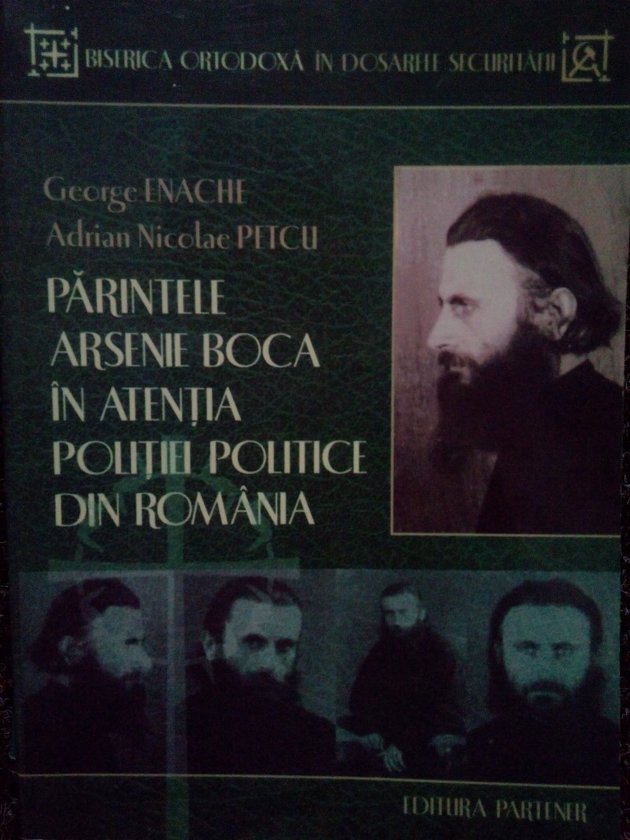 BISERICA ORTODOXĂ ÎN DOSARELE SECURITĂȚII
George ENACHE
Adrian Nicolae PETCU
PĂRINTELE
ARSENIE BOCA
ÎN ATENȚIA
POLIȚIEI POLITICE
DIN ROMÂNIA
EDITURA PARTENER